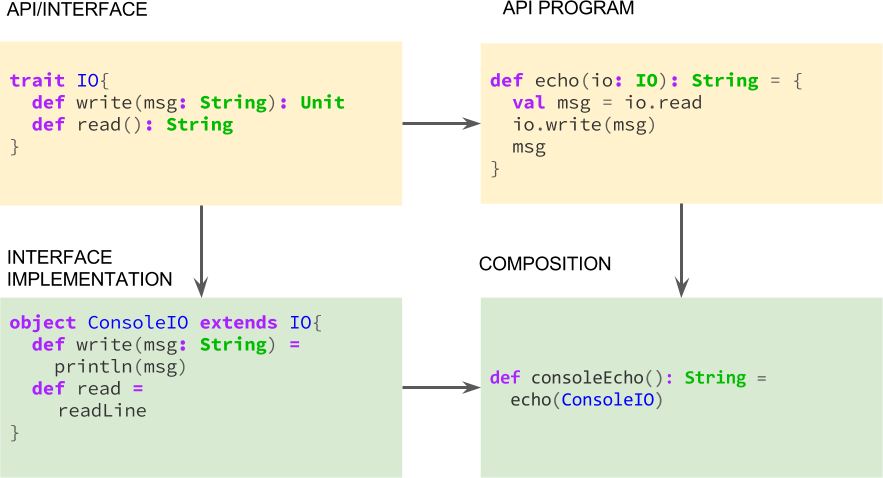 API/INTERFACE
trait IO{
  def write(msg: String): Unit
  def read(): String
}
API PROGRAM
def echo(io: IO): String = {
  val msg = io.read
  io.write(msg)
  msg
}
INTERFACE
IMPLEMENTATION
object ConsoleIO extends IO{
  def write(msg: String) =
    println(msg)
  def read =
    readLine
}
COMPOSITION
def consoleEcho(): String =
  echo(ConsoleIO)